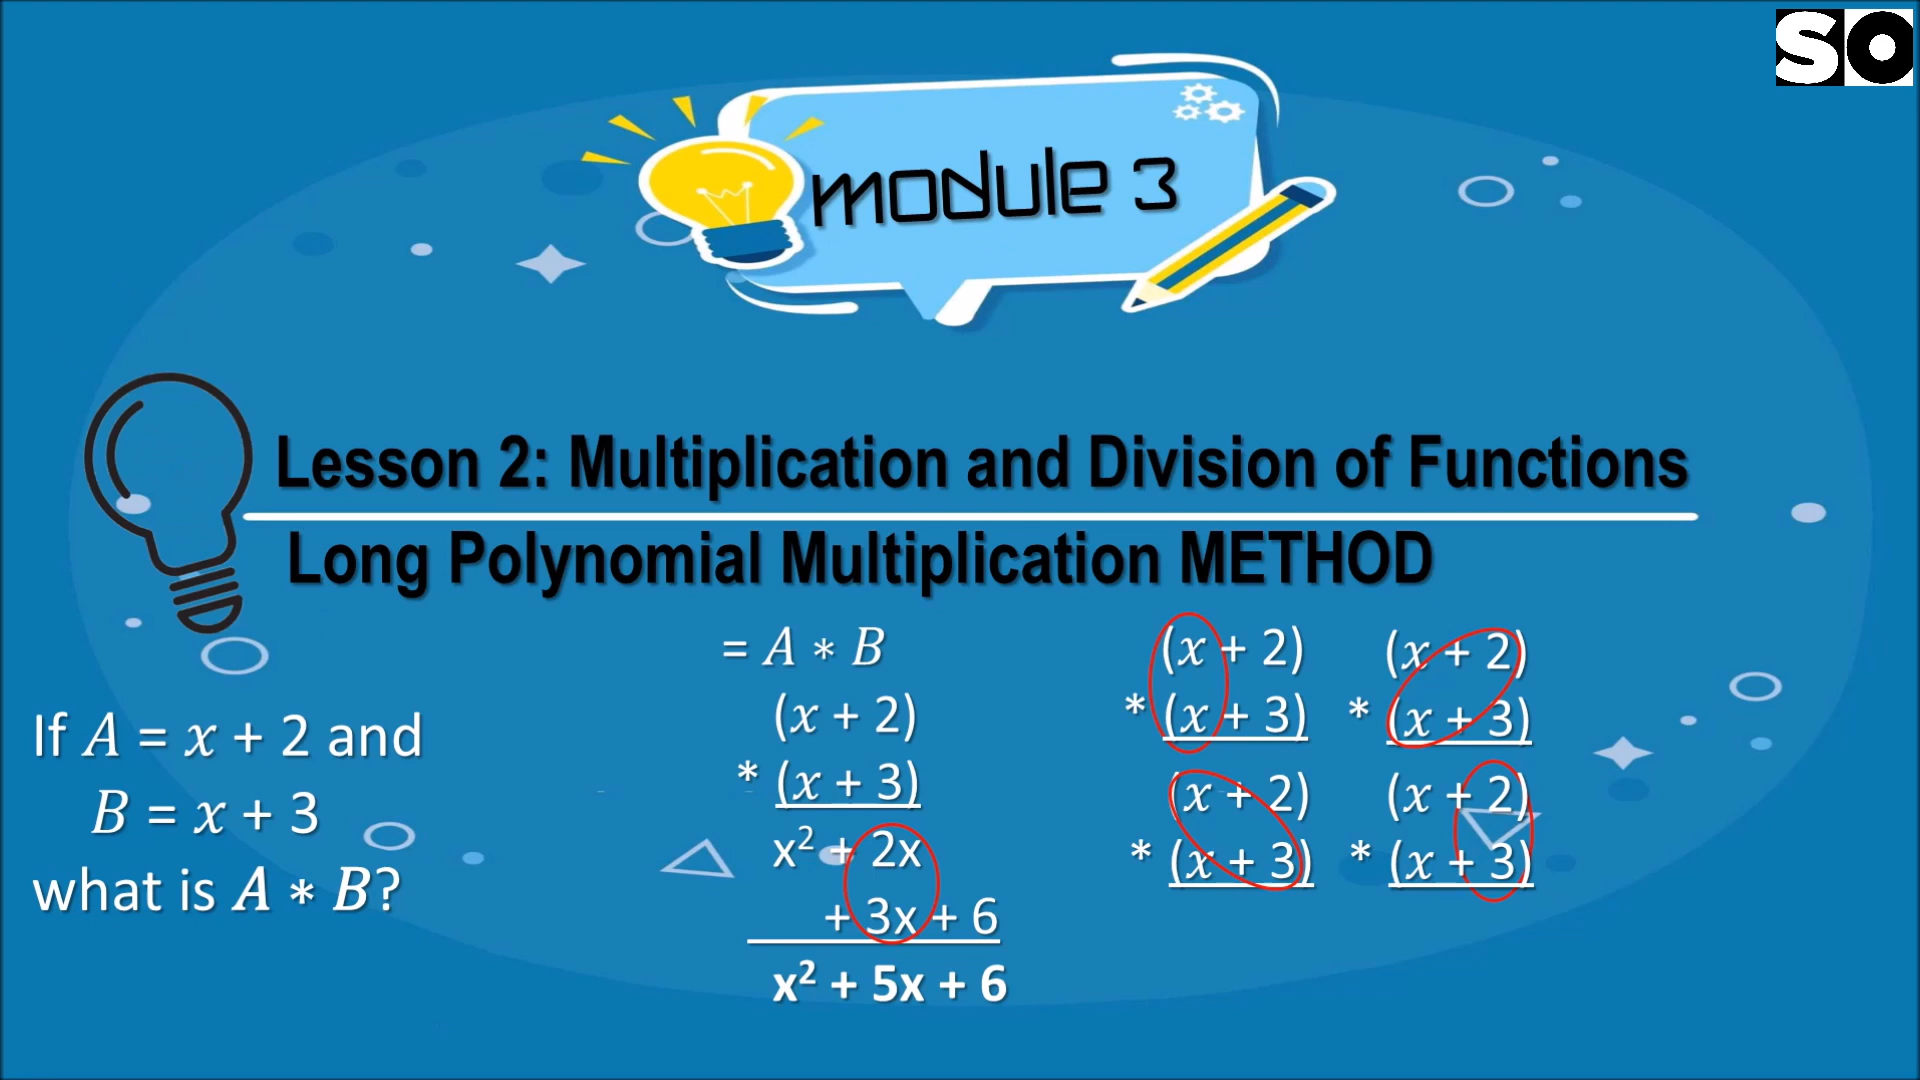 SO
module 3
Lesson 2: Multiplication and Division of Functions
Long Polynomial Multiplication METHOD
If A = x + 2 and
B = x + 3
what is A ∗ B?
= A ∗ B
(x + 2)
* (x + 3)
x² + 2x
+ 3x + 6
x² + 5x + 6
(x + 2)
* (x + 3)
(x + 2)
* (x + 3)
(x + 2)
* (x + 3)
(x + 2)
* (x + 3)